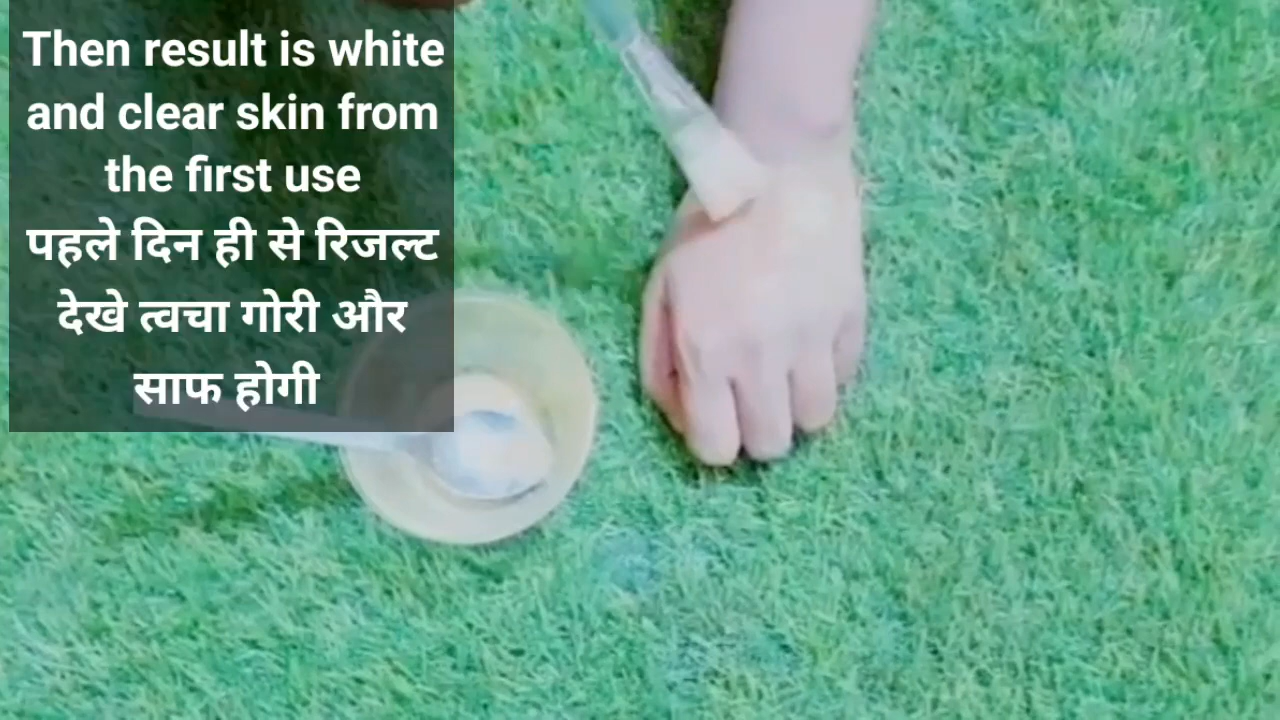 Then result is white
and clear skin from
the first use
पहले दिन ही से रिजल्ट
देखे त्वचा गोरी और
साफ होगी